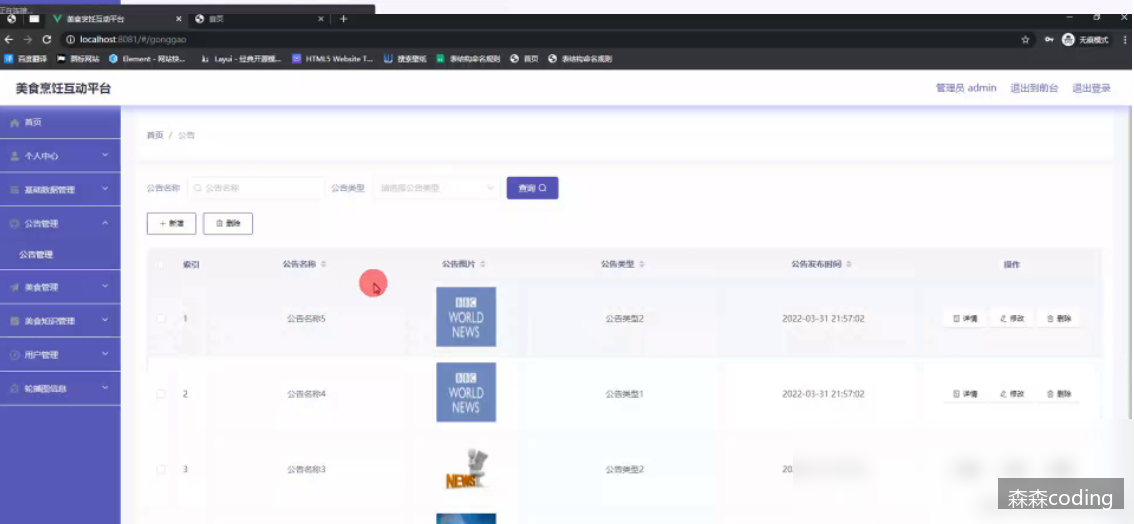 美食烹饪互动平台
首页
localhost:8081/#/gonggao
无痕模式
百度翻译
Element - 网站快...
Layui - 经典开源模...
HTML5 Website T...
搜索壁纸
表结构命名规则
首页
表结构命名规则
美食烹饪互动平台
管理员 admin
退出到前台
退出登录
首页
个人中心
基础数据管理
公告管理
公告管理
美食管理
美食知识管理
用户管理
轮播图信息
首页 / 公告
公告名称
公告名称
公告类型
请选择公告类型
查询
+ 新增
删除
索引 公告名称 公告图片 公告类型 公告发布时间 操作
1 公告名称5 BBC WORLD NEWS 公告类型2 2022-03-31 21:57:02 详情 修改 删除
2 公告名称4 BBC WORLD NEWS 公告类型1 2022-03-31 21:57:02 详情 修改 删除
3 公告名称3 NEWS 公告类型2 20
森森coding